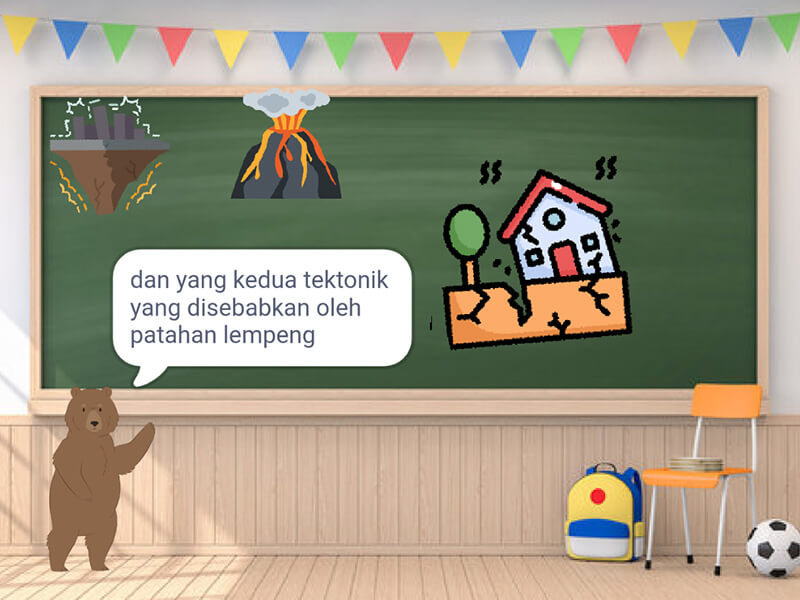 dan yang kedua tektonik
yang disebabkan oleh
patahan lempeng